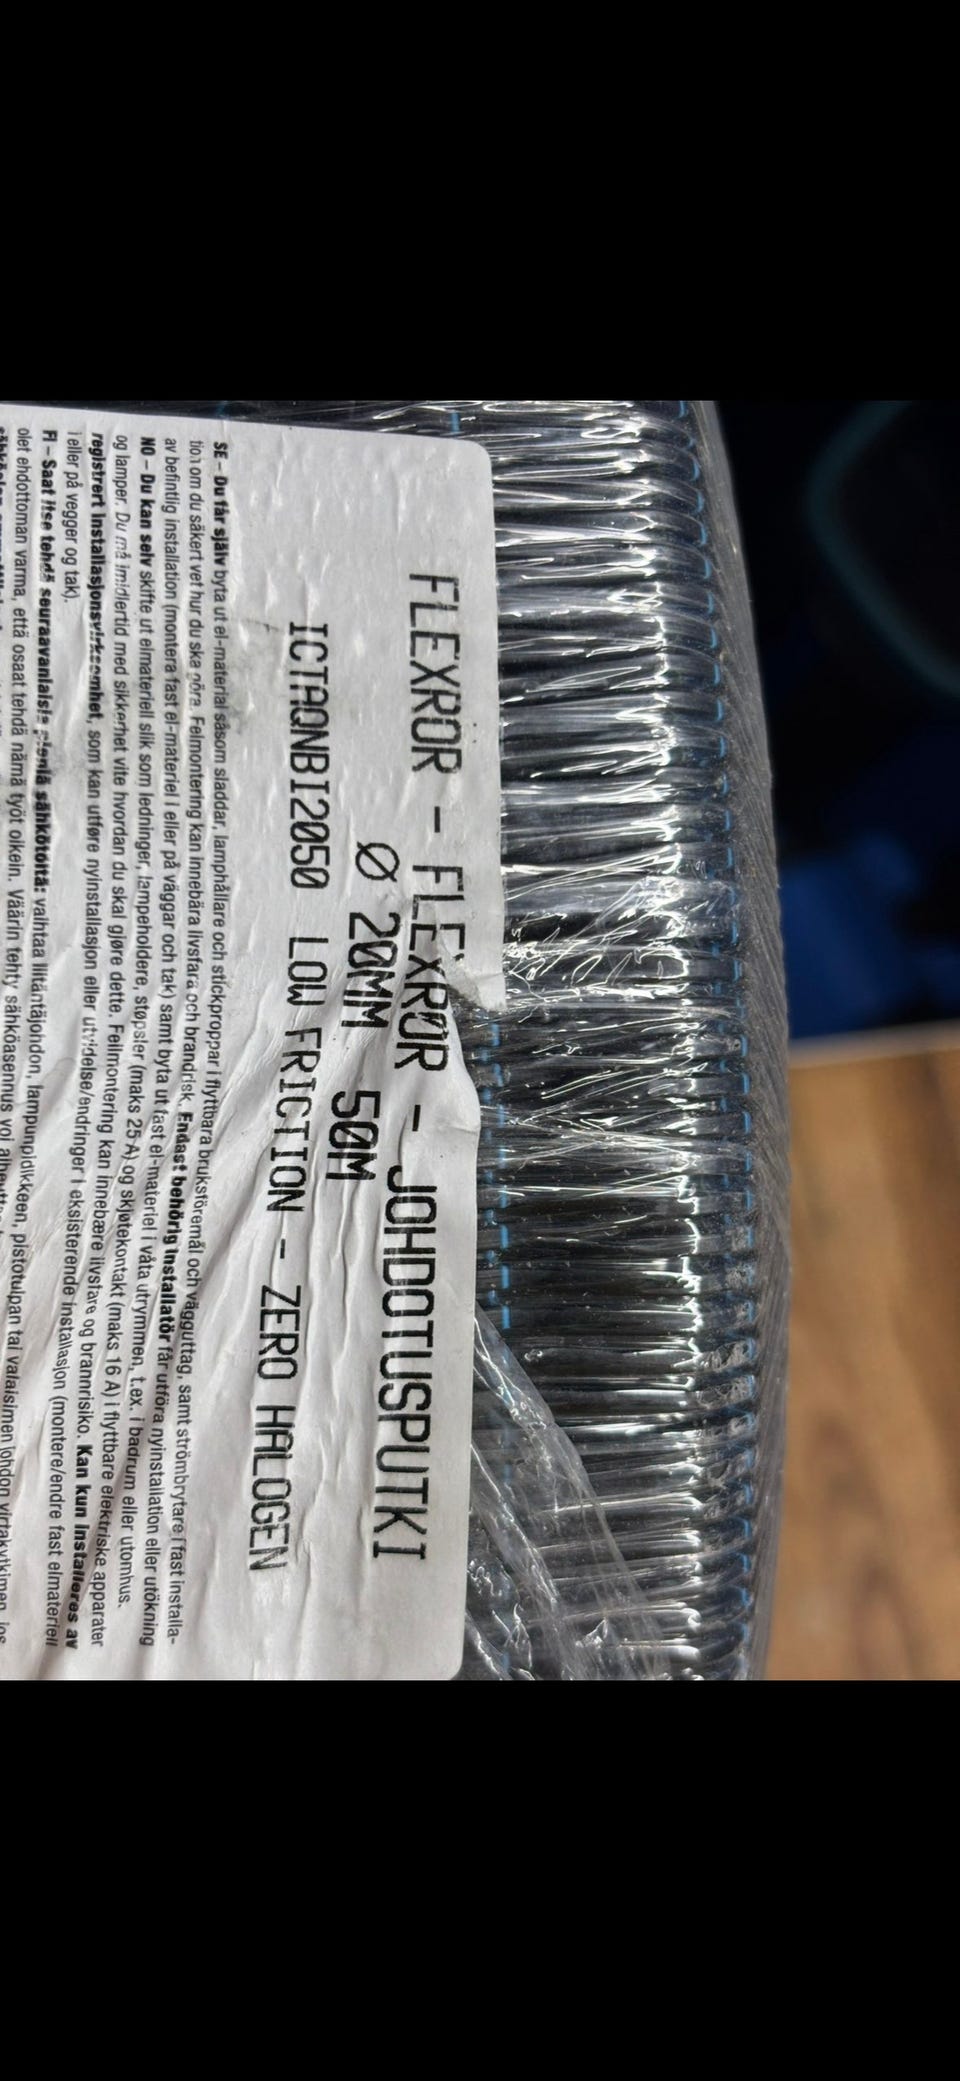 FLEXRÖR - FLEXRØR - JOHDOTUSPUTKI
Ø 20MM 50M
ICTAQNBI2050 LOW FRICTION - ZERO HALOGEN
SE – Du får själv byta ut el-material såsom sladdar, lamphållare och stickproppar i flyttbara bruksföremål och vägguttag, samt strömbrytare i fast installa-
tion om du säkert vet hur du ska göra. Felmontering kan innebära livsfara och brandrisk. Endast behörig installatör får utföra nyinstallation eller utökning
av befintlig installation (montera fast el-materiel i eller på väggar och tak) samt byta ut fast el-materiel i våta utrymmen, t.ex. i badrum eller utomhus.
NO – Du kan selv skifte ut elmateriell slik som ledninger, lampeholdere, støpsler (maks 25 A) og skjøtekontakt (maks 16 A) i flyttbare elektriske apparater
og lamper. Du må imidlertid med sikkerhet vite hvordan du skal gjøre dette. Feilmontering kan innebære livsfare og brannrisiko. Kan kun installeres av
registrert installasjonsvirksomhet, som kan utføre nyinstallasjon eller utvidelse/endringer i eksisterende installasjon (montere/endre fast elmateriell
i eller på vegger og tak).
FI – Saat itse tehdä seuraavanlaisia pieniä sähkötöitä: vaihtaa liitäntäjohdon, lampunpidikkeen, pistotulpan tai valaisimen johdon virtakytkimen, jos
olet ehdottoman varma, että osaat tehdä nämä työt oikein. Väärin tehty sähköasennus voi